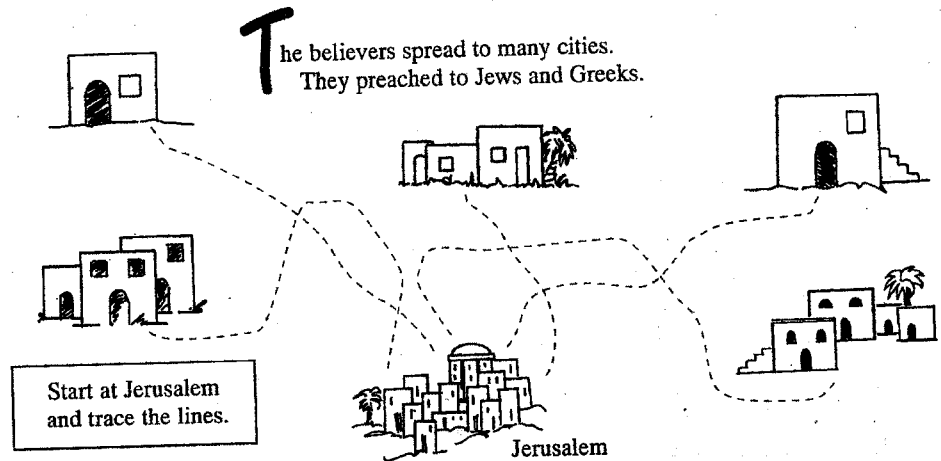 The believers spread to many cities.
They preached to Jews and Greeks.
Start at Jerusalem
and trace the lines.
Jerusalem